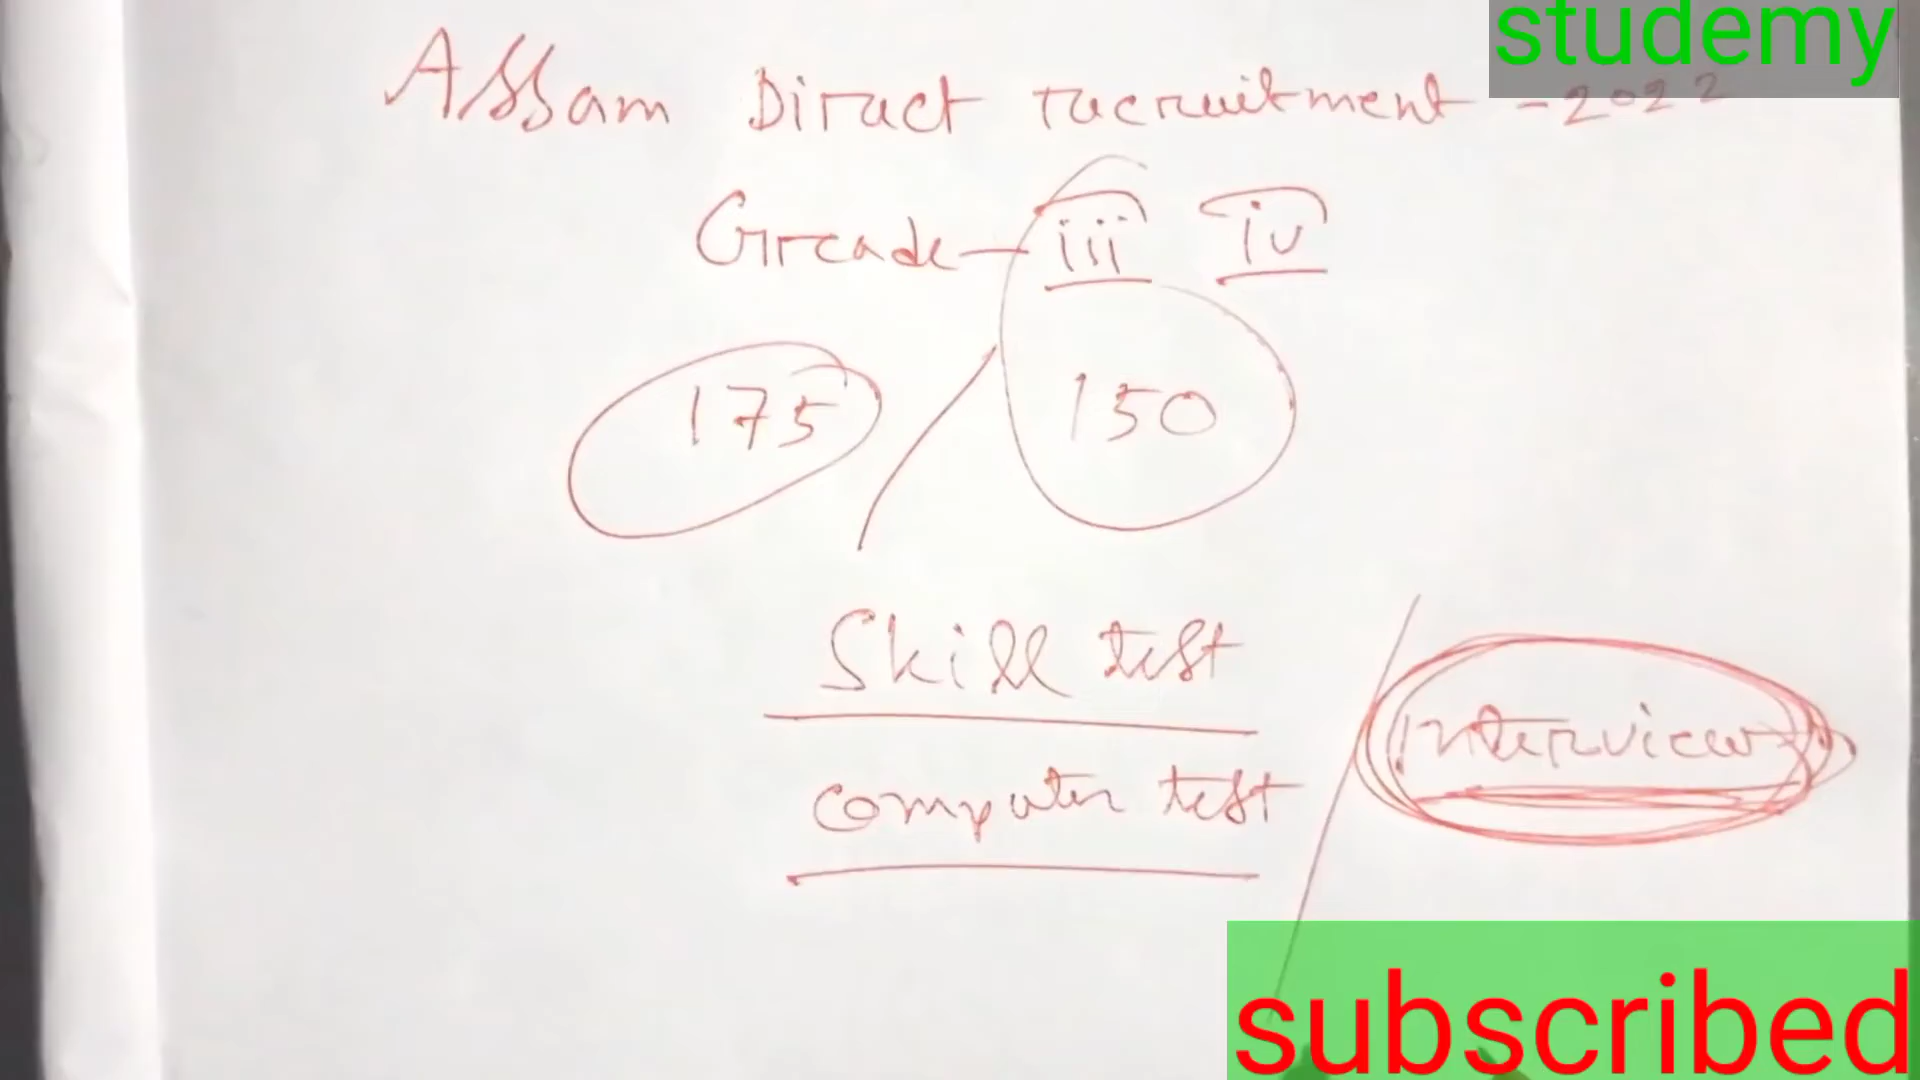 studemy
Assam Direct recruitment - 2022
Grade - iii iv
175 150
Skill test
Interview
computer test
subscribed